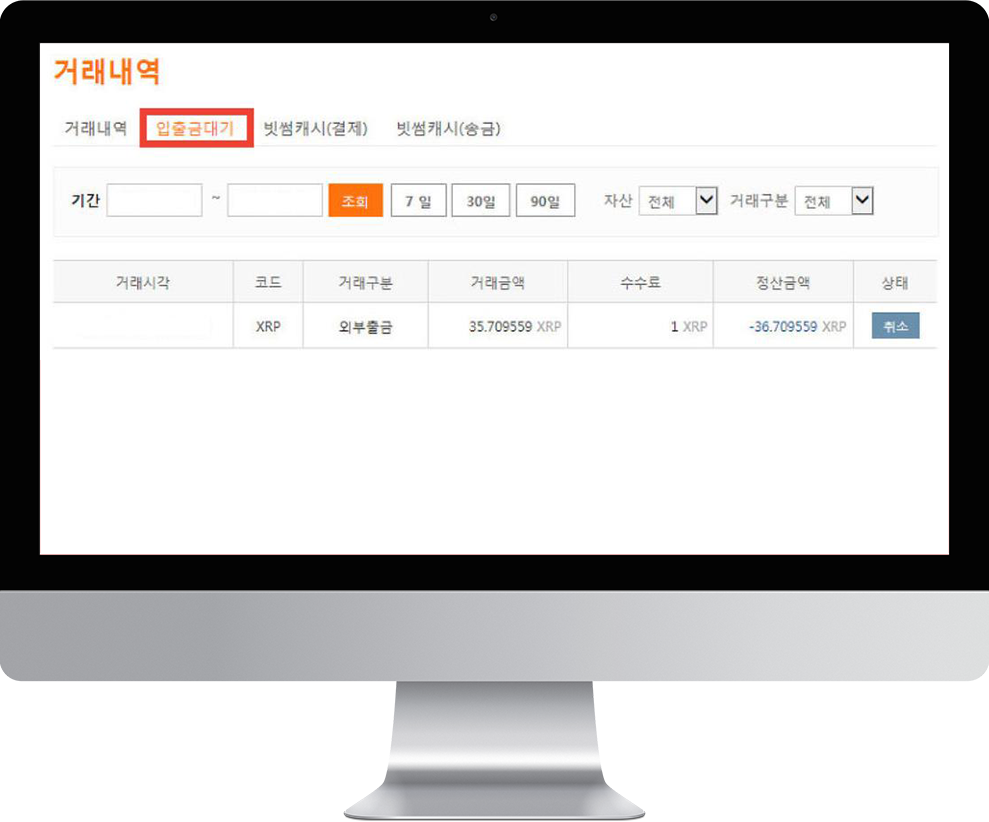 거래내역
거래내역 입출금대기 빗썸캐시(결제) 빗썸캐시(송금)
기간 ~ 조회 7 일 30일 90일 자산 전체 거래구분 전체
거래시각 코드 거래구분 거래금액 수수료 정산금액 상태
XRP 외부출금 35.709559 XRP 1 XRP -36.709559 XRP 취소